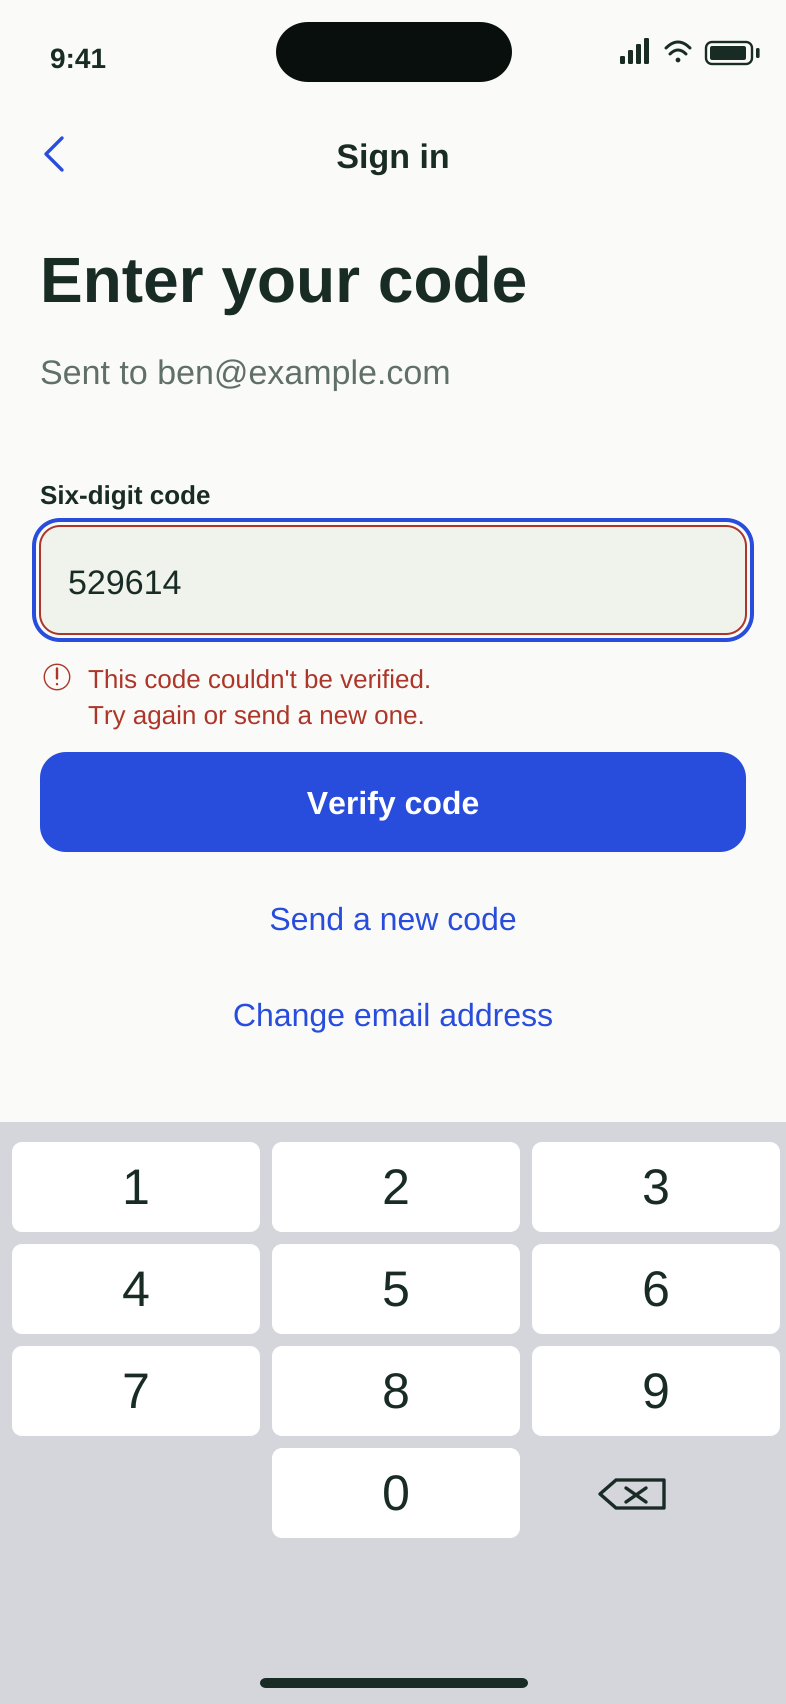 9:41
Sign in
Enter your code
Sent to ben@example.com
Six-digit code
529614
This code couldn't be verified.
Try again or send a new one.
Verify code
Send a new code
Change email address
1 2 3
4 5 6
7 8 9
0